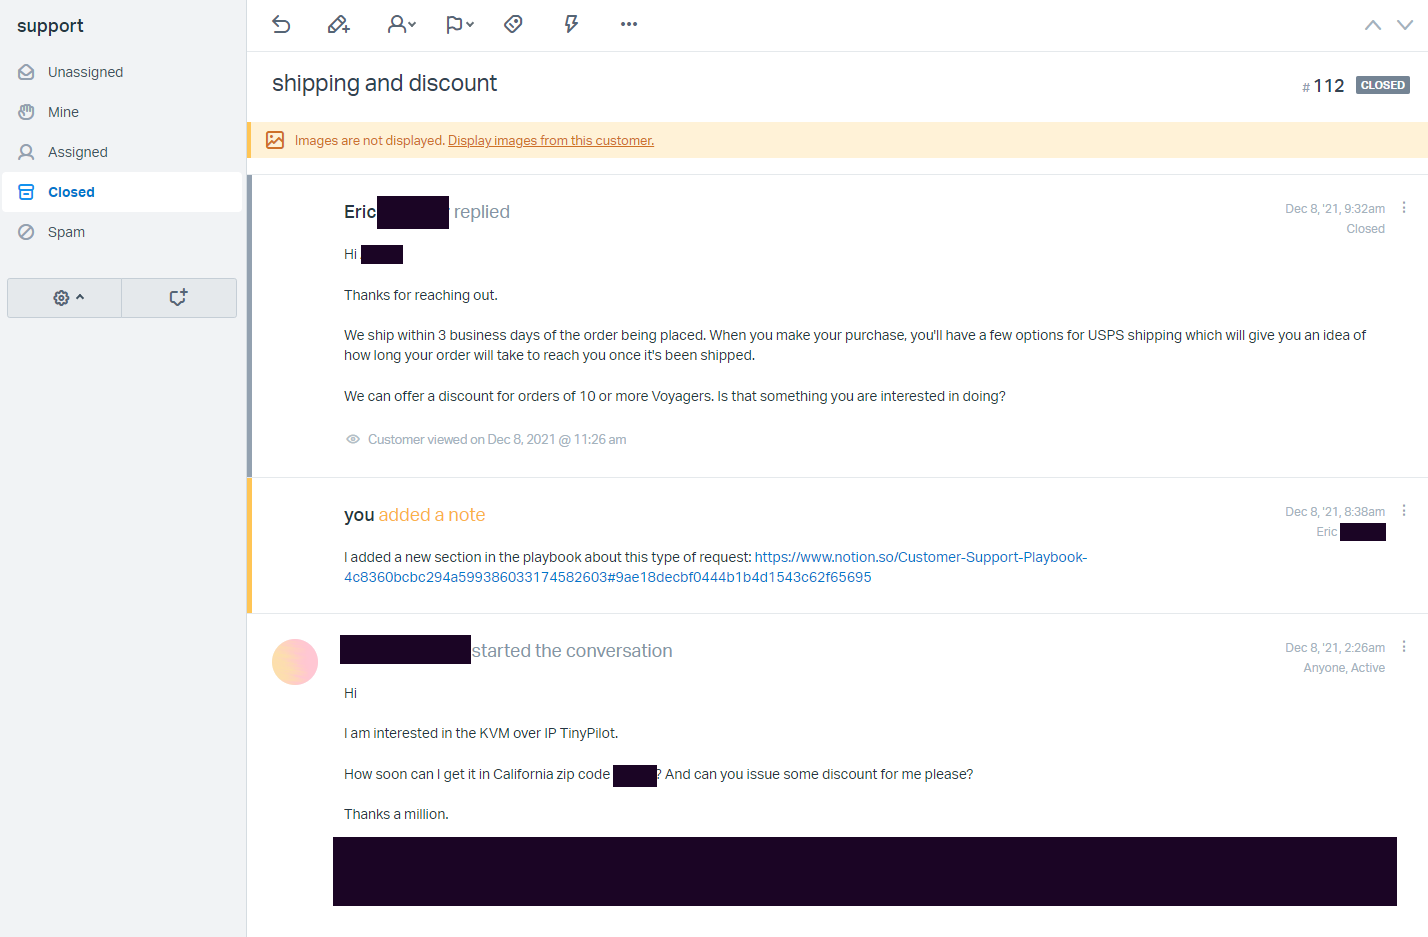 support
Unassigned
Mine
Assigned
Closed
Spam
shipping and discount
# 112 CLOSED
Images are not displayed. Display images from this customer.
Eric replied
Dec 8, '21, 9:32am
Closed
Hi
Thanks for reaching out.
We ship within 3 business days of the order being placed. When you make your purchase, you'll have a few options for USPS shipping which will give you an idea of
how long your order will take to reach you once it's been shipped.
We can offer a discount for orders of 10 or more Voyagers. Is that something you are interested in doing?
Customer viewed on Dec 8, 2021 @ 11:26 am
you added a note
Dec 8, '21, 8:38am
Eric
I added a new section in the playbook about this type of request: https://www.notion.so/Customer-Support-Playbook-
4c8360bcbc294a599386033174582603#9ae18decbf0444b1b4d1543c62f65695
started the conversation
Dec 8, '21, 2:26am
Anyone, Active
Hi
I am interested in the KVM over IP TinyPilot.
How soon can I get it in California zip code ? And can you issue some discount for me please?
Thanks a million.